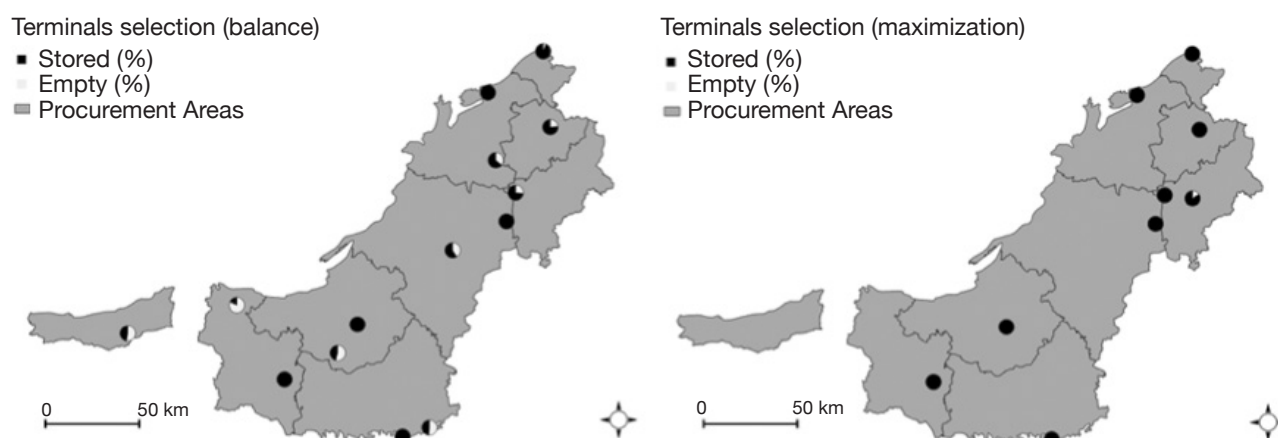 Terminals selection (balance)
Stored (%)
Empty (%)
Procurement Areas
0 50 km
Terminals selection (maximization)
Stored (%)
Empty (%)
Procurement Areas
0 50 km